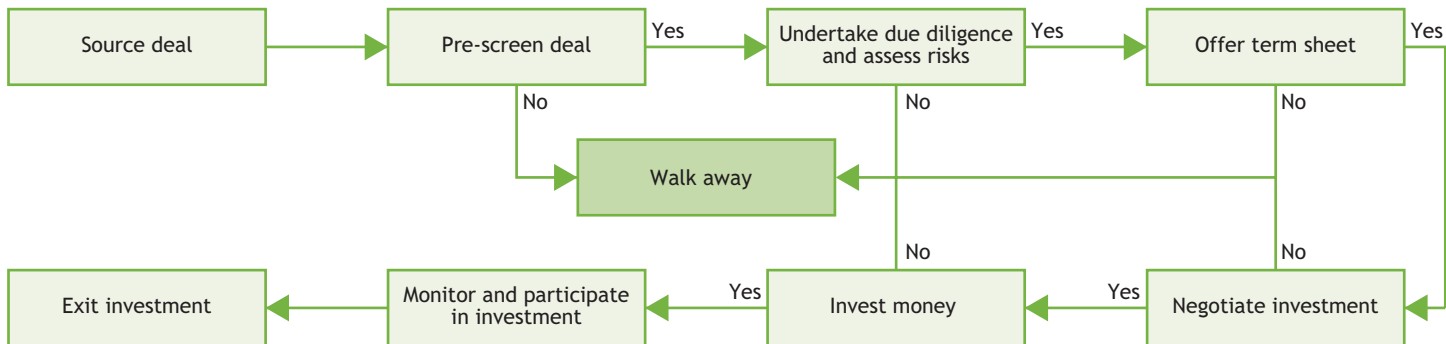 Source deal
Pre-screen deal
Yes
Undertake due diligence
and assess risks
Yes
Offer term sheet
Yes
No
No
No
Walk away
No
No
Exit investment
Monitor and participate
in investment
Yes
Invest money
Yes
Negotiate investment